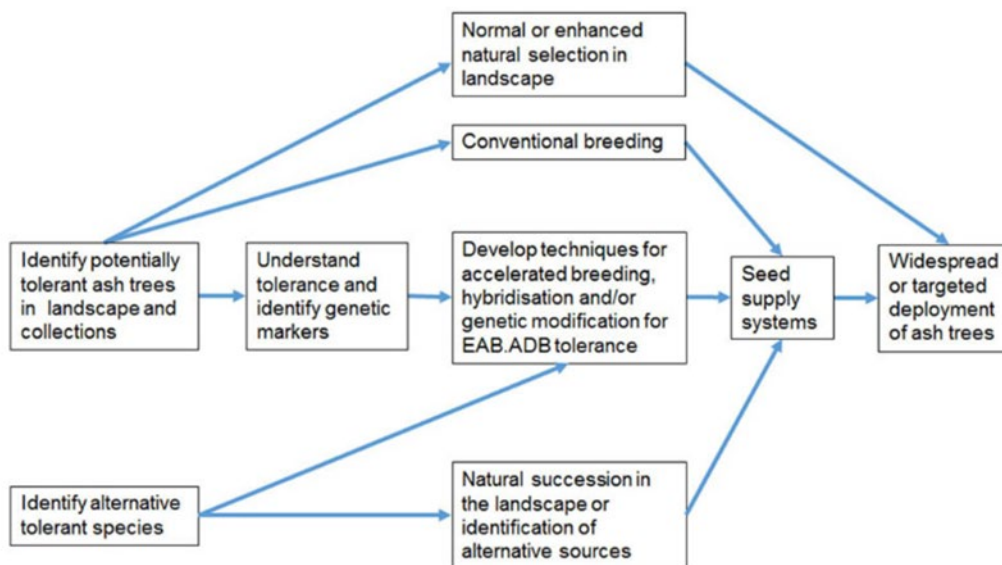 Normal or enhanced
natural selection in
landscape
Conventional breeding
Identify potentially
tolerant ash trees
in landscape and
collections
Understand
tolerance and
identify genetic
markers
Develop techniques for
accelerated breeding,
hybridisation and/or
genetic modification for
EAB.ADB tolerance
Seed
supply
systems
Widespread
or targeted
deployment
of ash trees
Identify alternative
tolerant species
Natural succession in
the landscape or
identification of
alternative sources